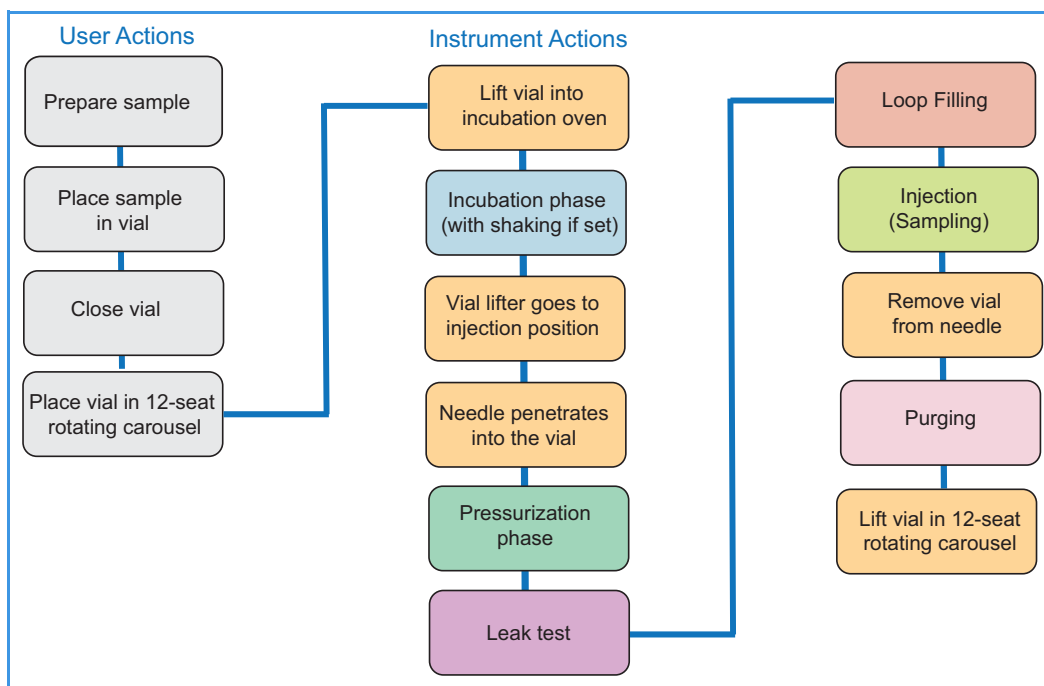 User Actions
Prepare sample
Place sample
in vial
Close vial
Place vial in 12-seat
rotating carousel
Instrument Actions
Lift vial into
incubation oven
Incubation phase
(with shaking if set)
Vial lifter goes to
injection position
Needle penetrates
into the vial
Pressurization
phase
Leak test
Loop Filling
Injection
(Sampling)
Remove vial
from needle
Purging
Lift vial in 12-seat
rotating carousel